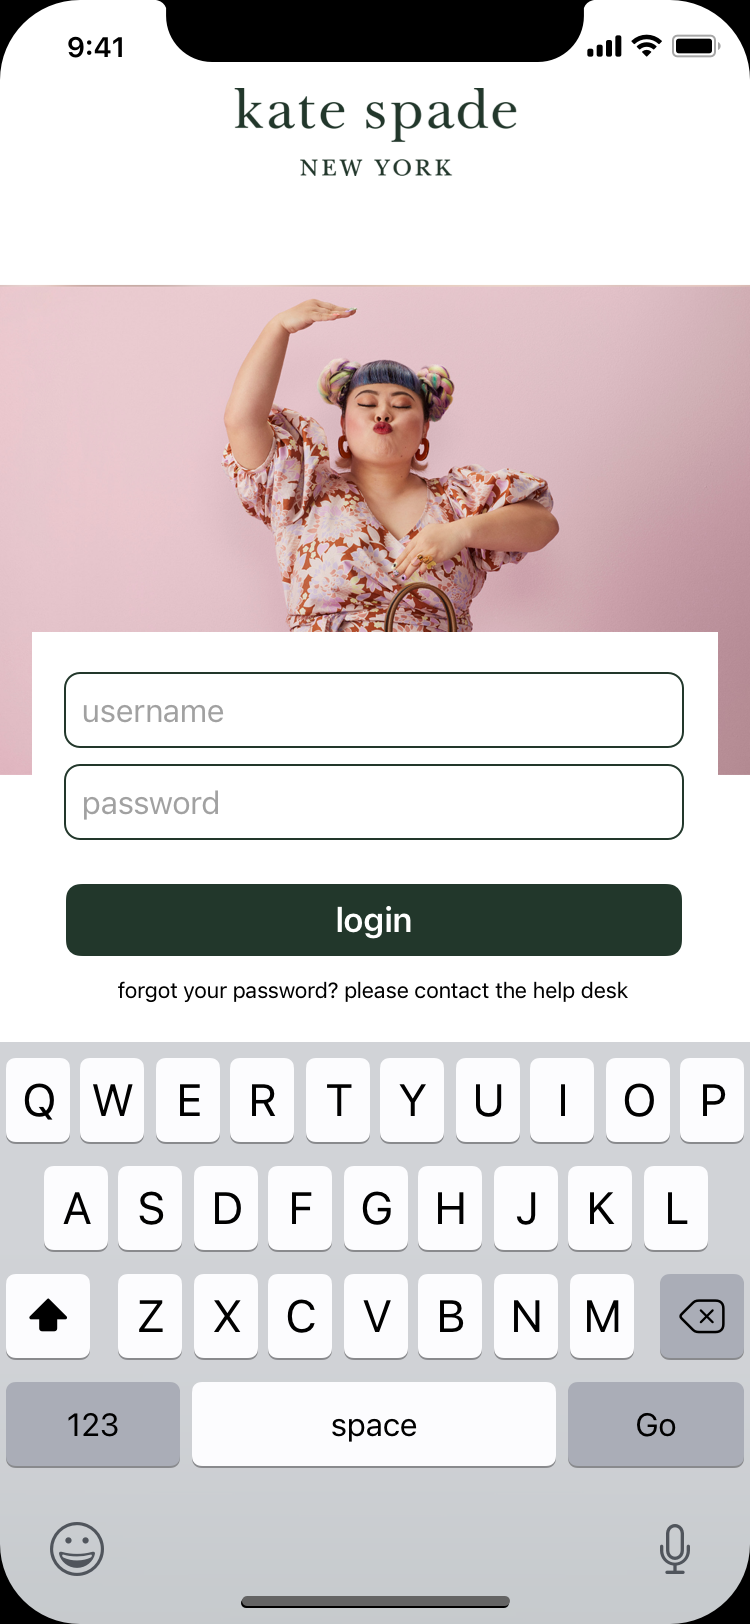 9:41
kate spade
NEW YORK
username
password
login
forgot your password? please contact the help desk
Q W E R T Y U I O P
A S D F G H J K L
Z X C V B N M
123 space Go